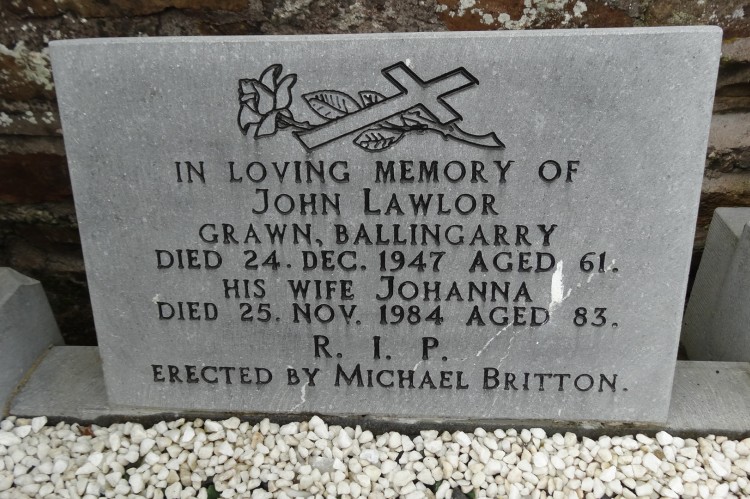 IN LOVING MEMORY OF
JOHN LAWLOR
GRAWN, BALLINGARRY
DIED 24. DEC. 1947 AGED 61.
HIS WIFE JOHANNA
DIED 25. NOV. 1984 AGED 83.
R. I. P.
ERECTED BY MICHAEL BRITTON.